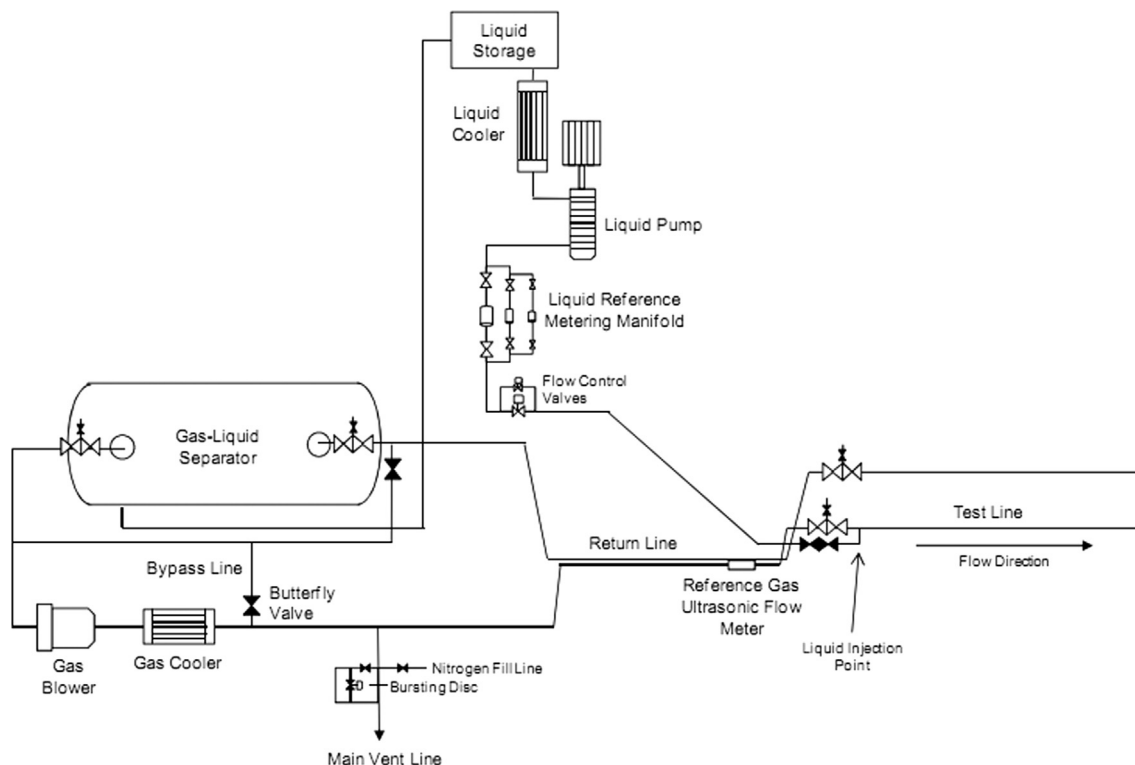 Liquid
Storage
Liquid
Cooler
Liquid Pump
Liquid Reference
Metering Manifold
Flow Control
Valves
Gas-Liquid
Separator
Test Line
Return Line
Flow Direction
Bypass Line
Butterfly
Valve
Reference Gas
Ultrasonic Flow
Meter
Liquid Injection
Point
Gas
Blower
Gas Cooler
Nitrogen Fill Line
Bursting Disc
Main Vent Line